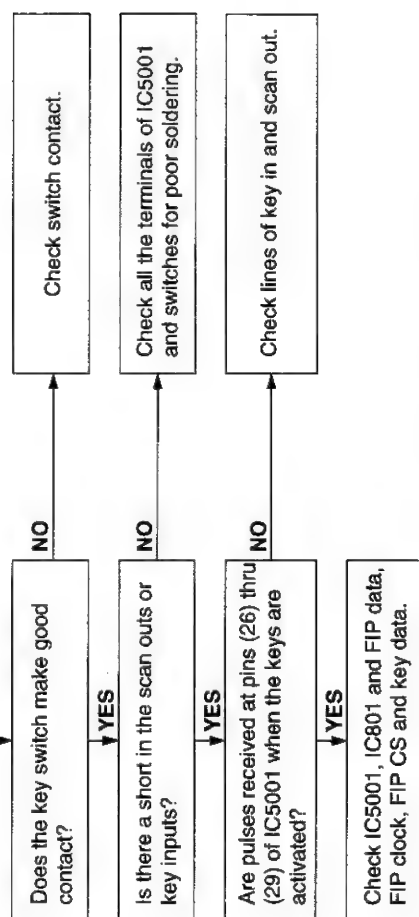 Does the key switch make good
contact?
NO
Check switch contact.
YES
Is there a short in the scan outs or
key inputs?
NO
Check all the terminals of IC5001
and switches for poor soldering.
YES
Are pulses received at pins (26) thru
(29) of IC5001 when the keys are
activated?
NO
Check lines of key in and scan out.
YES
Check IC5001, IC801 and FIP data,
FIP clock, FIP CS and key data.